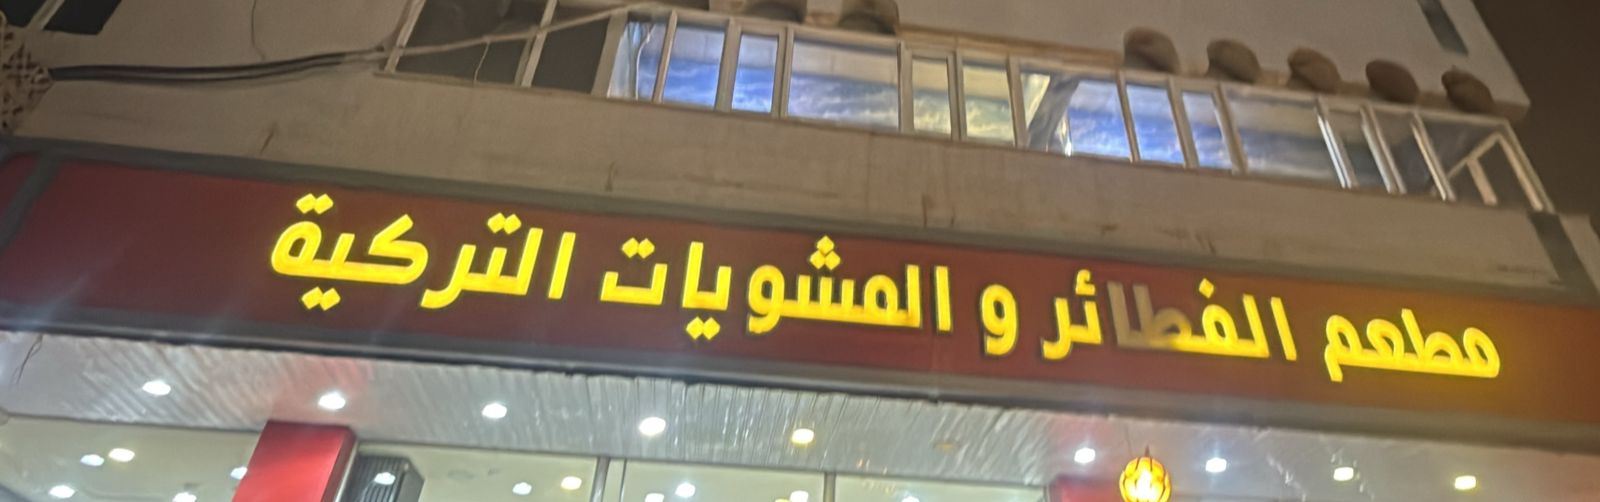 مطعم الفطائر و المشويات التركية